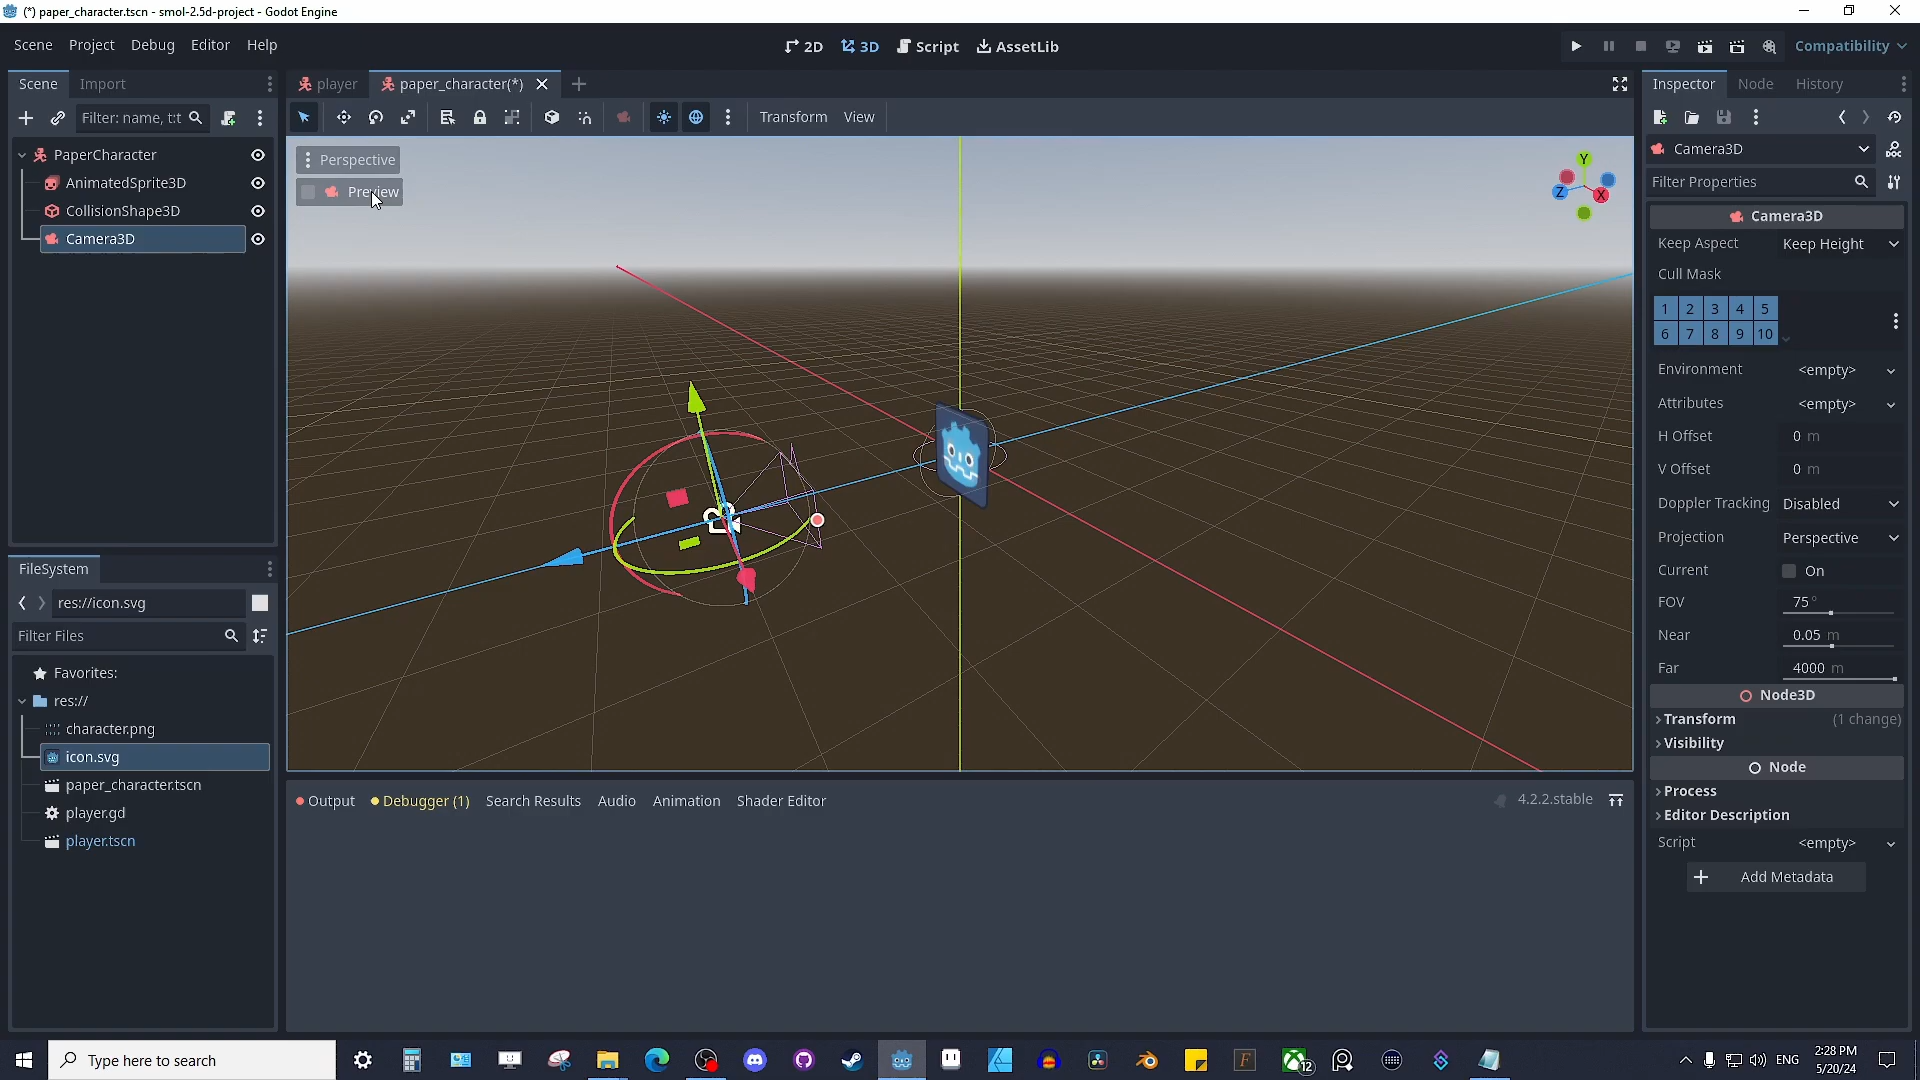 (*) paper_character.tscn - smol-2.5d-project - Godot Engine
Scene Project Debug Editor Help
2D 3D Script AssetLib
Compatibility
Scene Import
player paper_character(*)
Inspector Node History
Filter: name, t:t
Transform View
Camera3D
Filter Properties
PaperCharacter
AnimatedSprite3D
CollisionShape3D
Camera3D
Perspective
Preview
Y
Z
X
Camera3D
Keep Aspect Keep Height
Cull Mask
1 2 3 4 5
6 7 8 9 10
Environment <empty>
Attributes <empty>
H Offset 0 m
V Offset 0 m
Doppler Tracking Disabled
Projection Perspective
Current On
FOV 75 °
Near 0.05 m
Far 4000 m
Node3D
Transform (1 change)
Visibility
Node
Process
Editor Description
Script <empty>
Add Metadata
FileSystem
res://icon.svg
Filter Files
Favorites:
res://
character.png
icon.svg
paper_character.tscn
player.gd
player.tscn
Output Debugger (1) Search Results Audio Animation Shader Editor
4.2.2.stable
Type here to search
12
ENG
2:28 PM
5/20/24